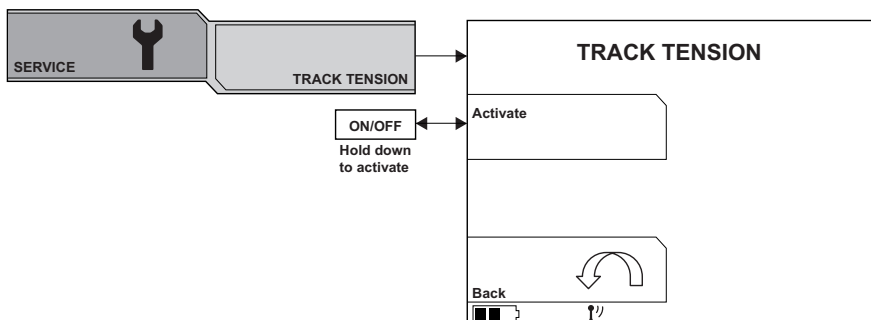 SERVICE
TRACK TENSION
TRACK TENSION
ON/OFF
Hold down
to activate
Activate
Back